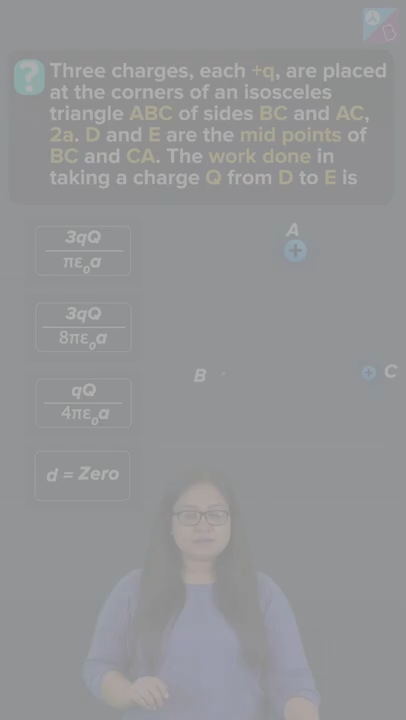 ?
Three charges, each +q, are placed
at the corners of an isosceles
triangle ABC of sides BC and AC,
2a. D and E are the mid points of
BC and CA. The work done in
taking a charge Q from D to E is
3qQ
πε₀a
3qQ
8πε₀a
qQ
4πε₀a
d = Zero
A
+
B
+ C
A
B